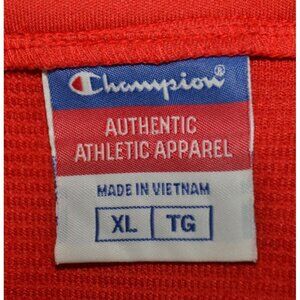 Champion®
AUTHENTIC
ATHLETIC APPAREL
MADE IN VIETNAM
XL TG